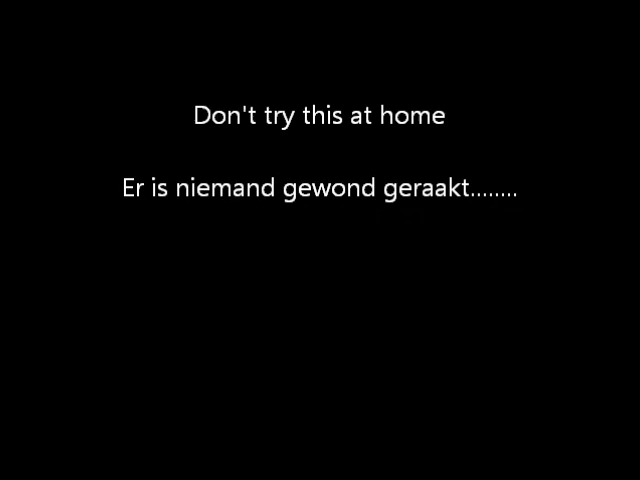 Don't try this at home
Er is niemand gewond geraakt........